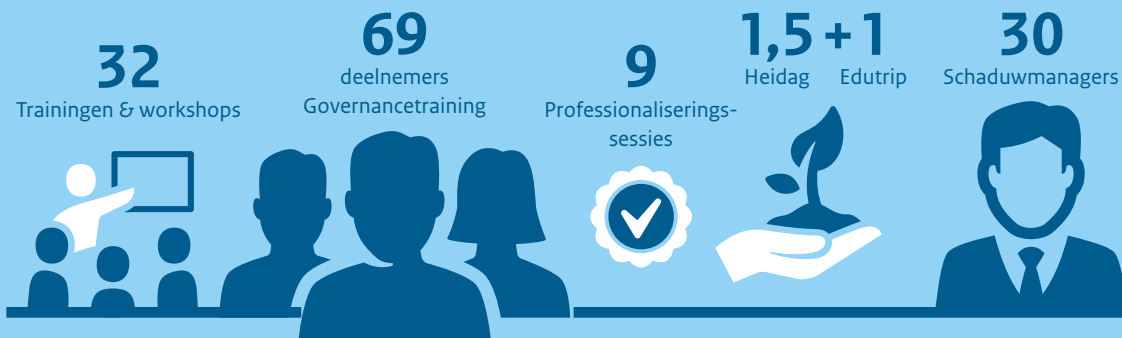 32
Trainingen & workshops
69
deelnemers
Governancetraining
9
Professionaliserings-
sessies
1,5 + 1
Heidag Edutrip
30
Schaduwmanagers